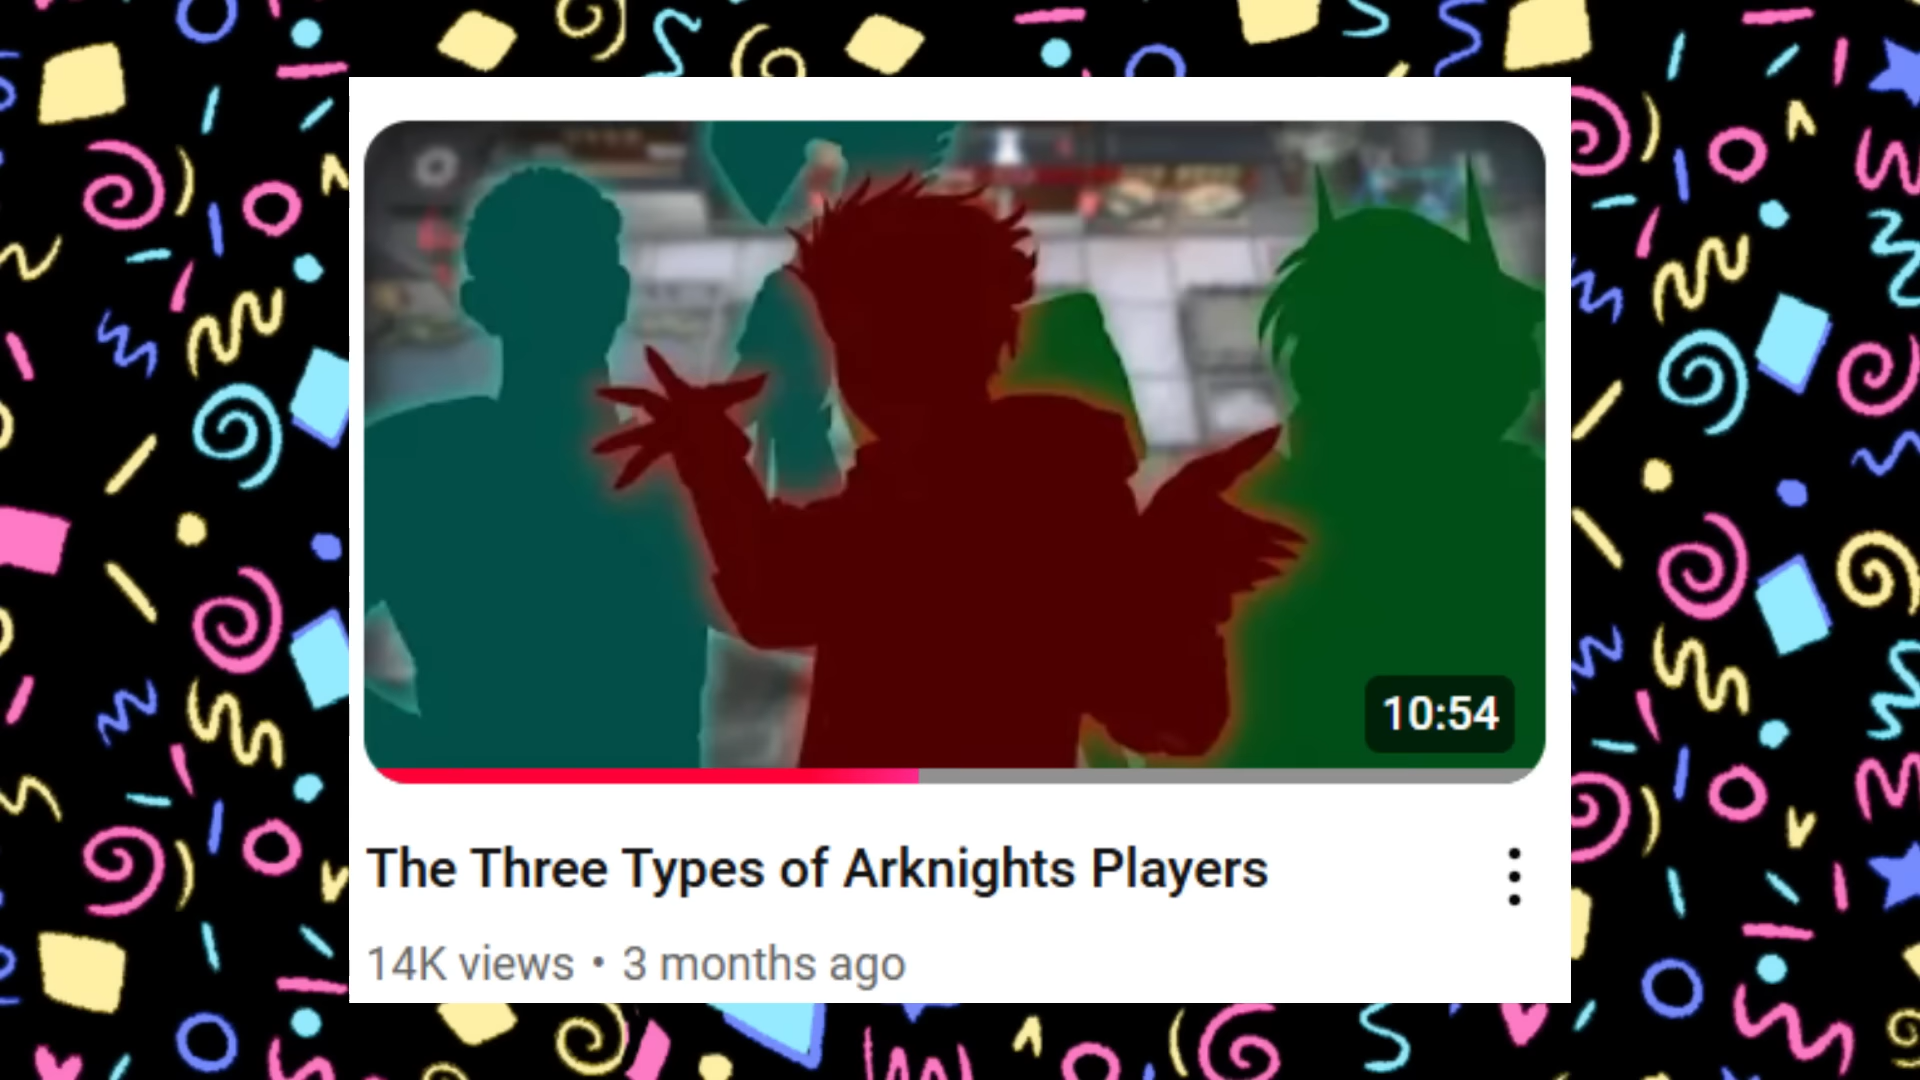 10:54
The Three Types of Arknights Players
14K views • 3 months ago